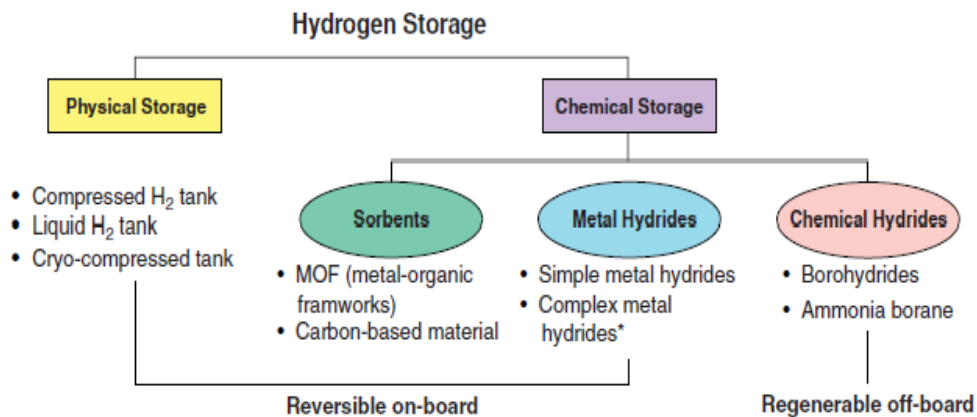 Hydrogen Storage
Physical Storage
Chemical Storage
• Compressed H₂ tank
• Liquid H₂ tank
• Cryo-compressed tank
Sorbents
Metal Hydrides
Chemical Hydrides
• MOF (metal-organic
framworks)
• Carbon-based material
• Simple metal hydrides
• Complex metal
hydrides*
• Borohydrides
• Ammonia borane
Reversible on-board
Regenerable off-board